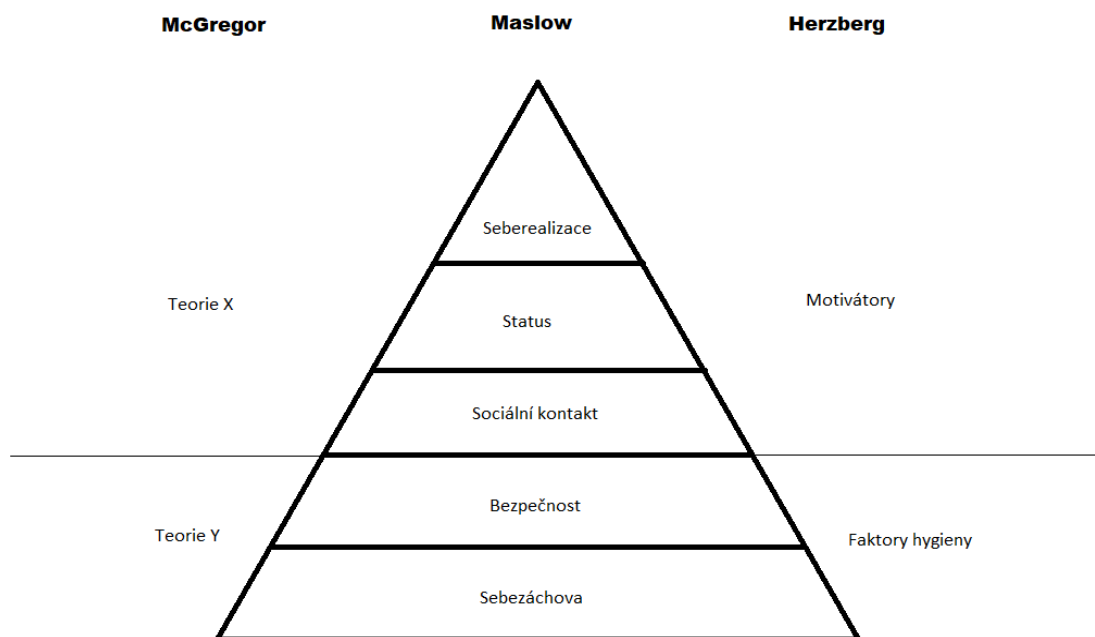 McGregor
Maslow
Herzberg
Seberealizace
Teorie X
Motivátory
Status
Sociální kontakt
Bezpečnost
Teorie Y
Faktory hygieny
Sebezáchova